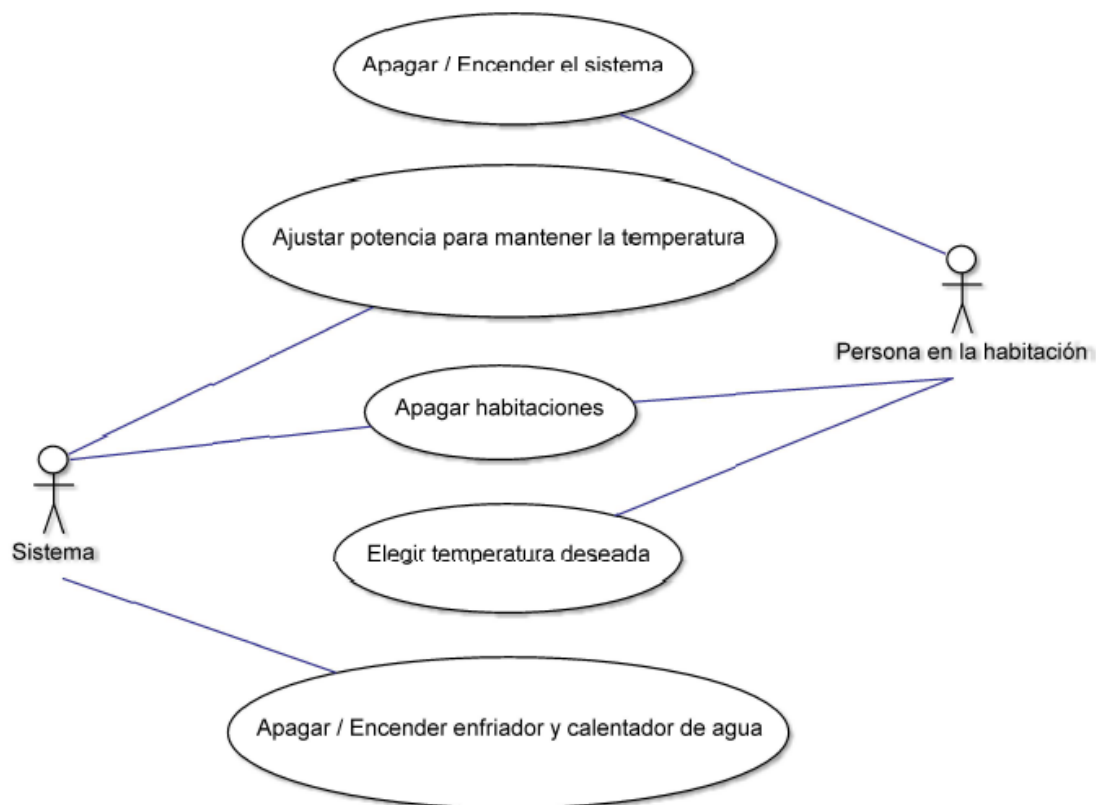 Apagar / Encender el sistema
Ajustar potencia para mantener la temperatura
Persona en la habitación
Apagar habitaciones
Sistema
Elegir temperatura deseada
Apagar / Encender enfriador y calentador de agua